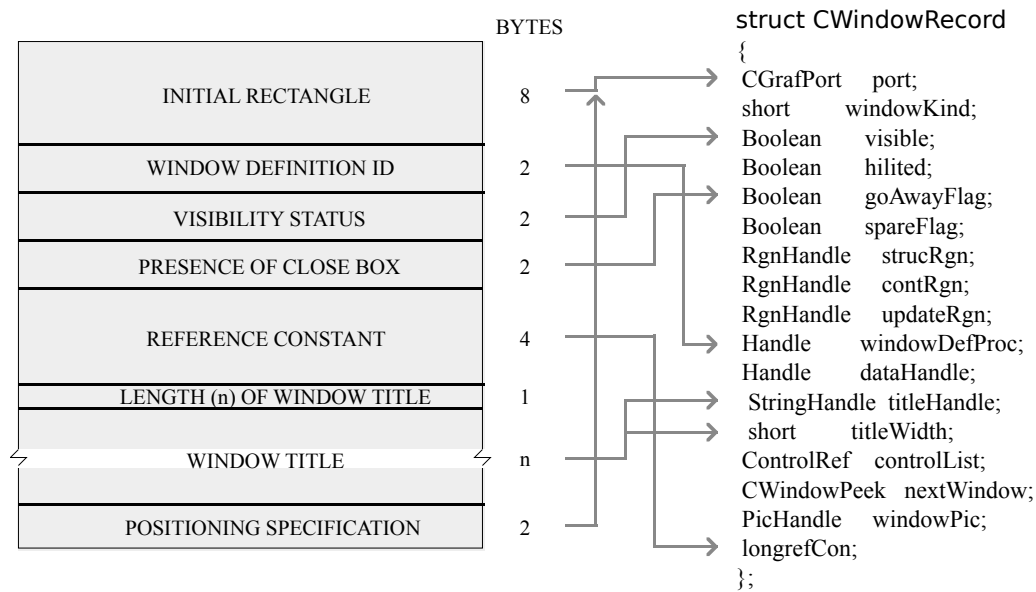 BYTES
INITIAL RECTANGLE 8
WINDOW DEFINITION ID 2
VISIBILITY STATUS 2
PRESENCE OF CLOSE BOX 2
REFERENCE CONSTANT 4
LENGTH (n) OF WINDOW TITLE 1
WINDOW TITLE n
POSITIONING SPECIFICATION 2
struct CWindowRecord
{
CGrafPort port;
short windowKind;
Boolean visible;
Boolean hilited;
Boolean goAwayFlag;
Boolean spareFlag;
RgnHandle strucRgn;
RgnHandle contRgn;
RgnHandle updateRgn;
Handle windowDefProc;
Handle dataHandle;
StringHandle titleHandle;
short titleWidth;
ControlRef controlList;
CWindowPeek nextWindow;
PicHandle windowPic;
longrefCon;
};